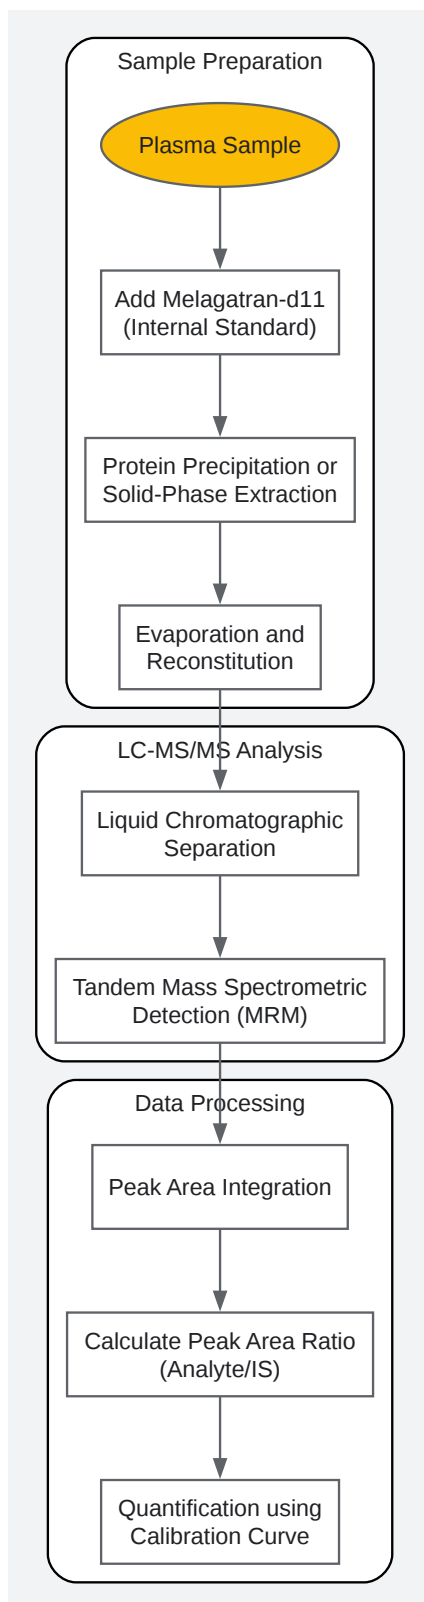 Sample Preparation
Plasma Sample
Add Melagatran-d11
(Internal Standard)
Protein Precipitation or
Solid-Phase Extraction
Evaporation and
Reconstitution
LC-MS/MS Analysis
Liquid Chromatographic
Separation
Tandem Mass Spectrometric
Detection (MRM)
Data Processing
Peak Area Integration
Calculate Peak Area Ratio
(Analyte/IS)
Quantification using
Calibration Curve